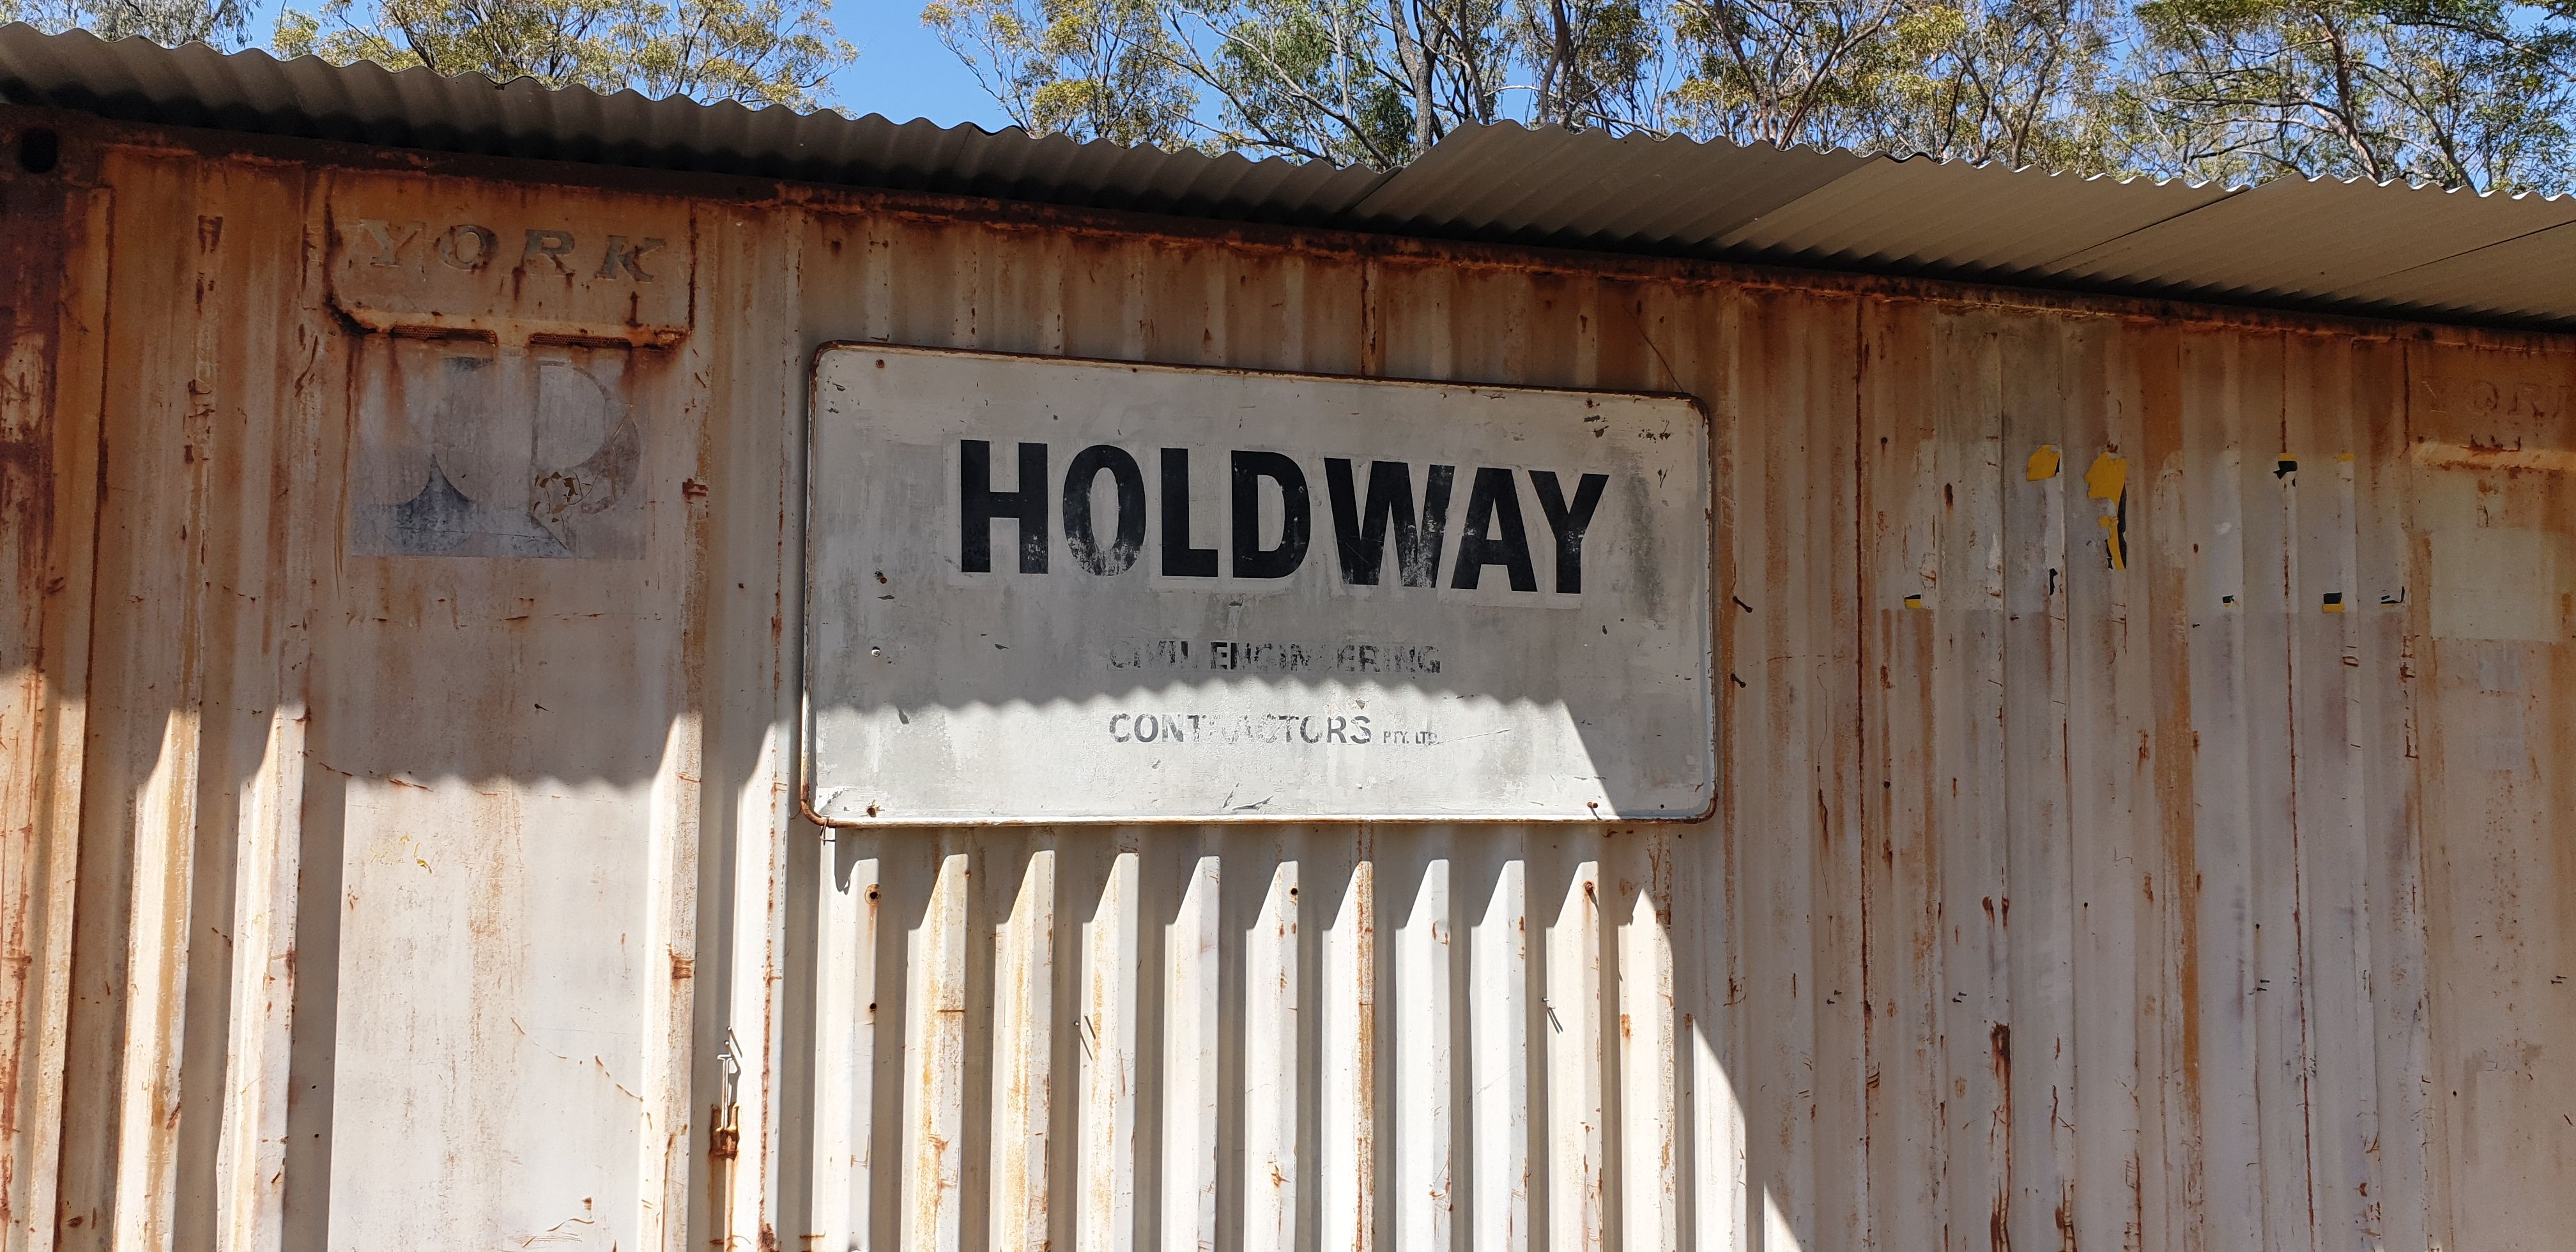 YORK
HOLDWAY
CIVIL ENGINEERING
CONTRACTORS PTY. LTD.